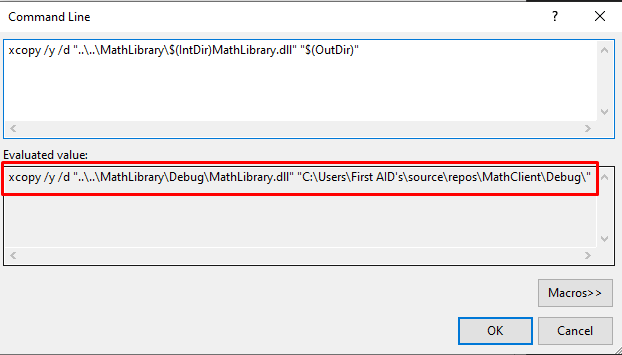 Command Line
?
xcopy /y /d "..\..\MathLibrary\$(IntDir)MathLibrary.dll" "$(OutDir)"
Evaluated value:
xcopy /y /d "..\..\MathLibrary\Debug\MathLibrary.dll" "C:\Users\First AID's\source\repos\MathClient\Debug\"
Macros>>
OK Cancel